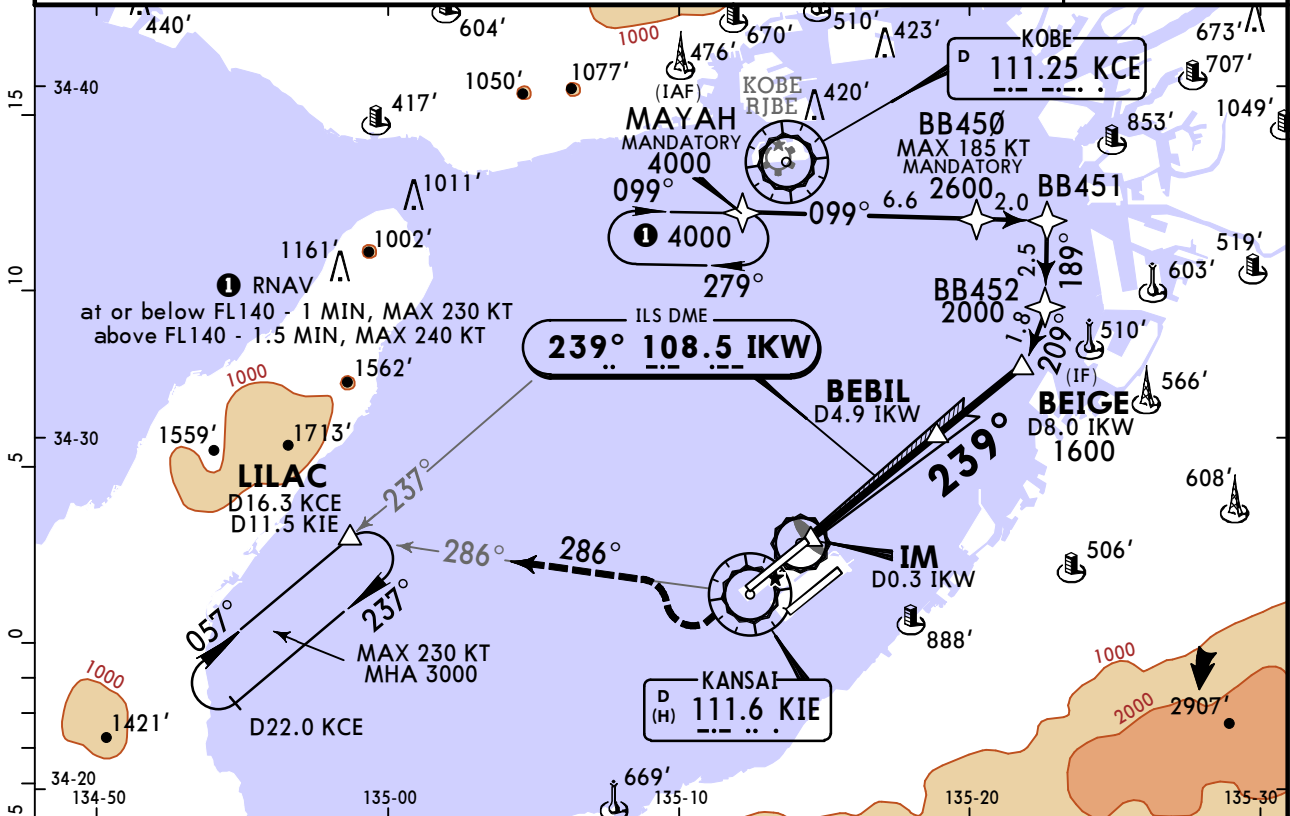 440′
604′
1000
670′
510′
423′
673′
476′
KOBE
D 111.25 KCE
707′
34-40
15
1050′
1077′
417′
(IAF)
MAYAH
MANDATORY
4000
KOBE
RJBE
420′
BB45Ø
MAX 185 KT
MANDATORY
2600
853′
1049′
BB451
1011′
099°
099°
6.6
2.0
1 4000
279°
2.5
189°
1161′
1002′
519′
603′
10
1 RNAV
at or below FL140 - 1 MIN, MAX 230 KT
above FL140 - 1.5 MIN, MAX 240 KT
BB452
2000
1.8
209°
510′
ILS DME
239° 108.5 IKW
(IF)
BEIGE
D8.0 IKW
1600
566′
1000
1562′
BEBIL
D4.9 IKW
239°
34-30
5
1559′
1713′
LILAC
D16.3 KCE
D11.5 KIE
237°
608′
286°
286°
IM
D0.3 IKW
506′
057°
237°
0
888′
MAX 230 KT
MHA 3000
1000
1421′
D22.0 KCE
KANSAI
D
(H) 111.6 KIE
1000
2000
2907′
669′
34-20
134-50
135-00
135-10
135-20
135-30
5